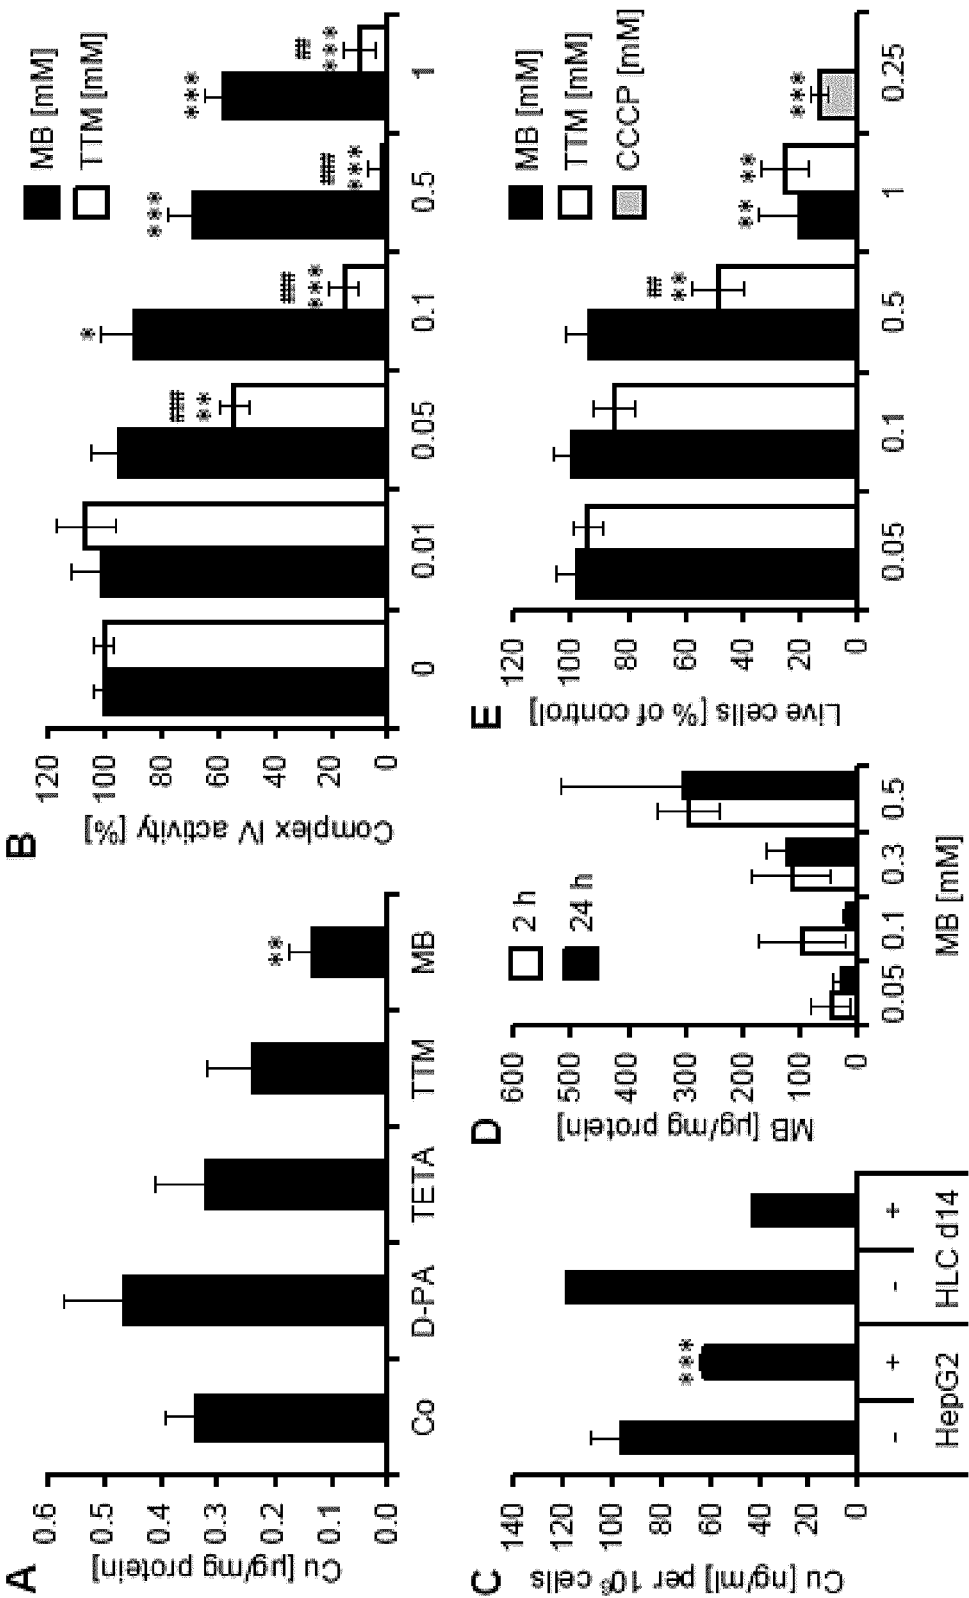 A
Cu [µg/mg protein]
0.6
0.5
0.4
0.3
0.2
0.1
0.0
**
Co
D-PA
TETA
TTM
MB
B
Complex IV activity [%]
120
100
80
60
40
20
0
MB [mM]
TTM [mM]
*
***
***
###
**
###
***
###
***
##
***
0
0.01
0.05
0.1
0.5
1
C
Cu [ng/ml] per 10⁶ cells
140
120
100
80
60
40
20
0
***
- + - +
HepG2 HLC d14
D
MB [µg/mg protein]
600
500
400
300
200
100
0
2 h
24 h
0.05 0.1 0.3 0.5
MB [mM]
E
Live cells [% of control]
120
100
80
60
40
20
0
MB [mM]
TTM [mM]
CCCP [mM]
##
**
**
**
***
0.05
0.1
0.5
1
0.25